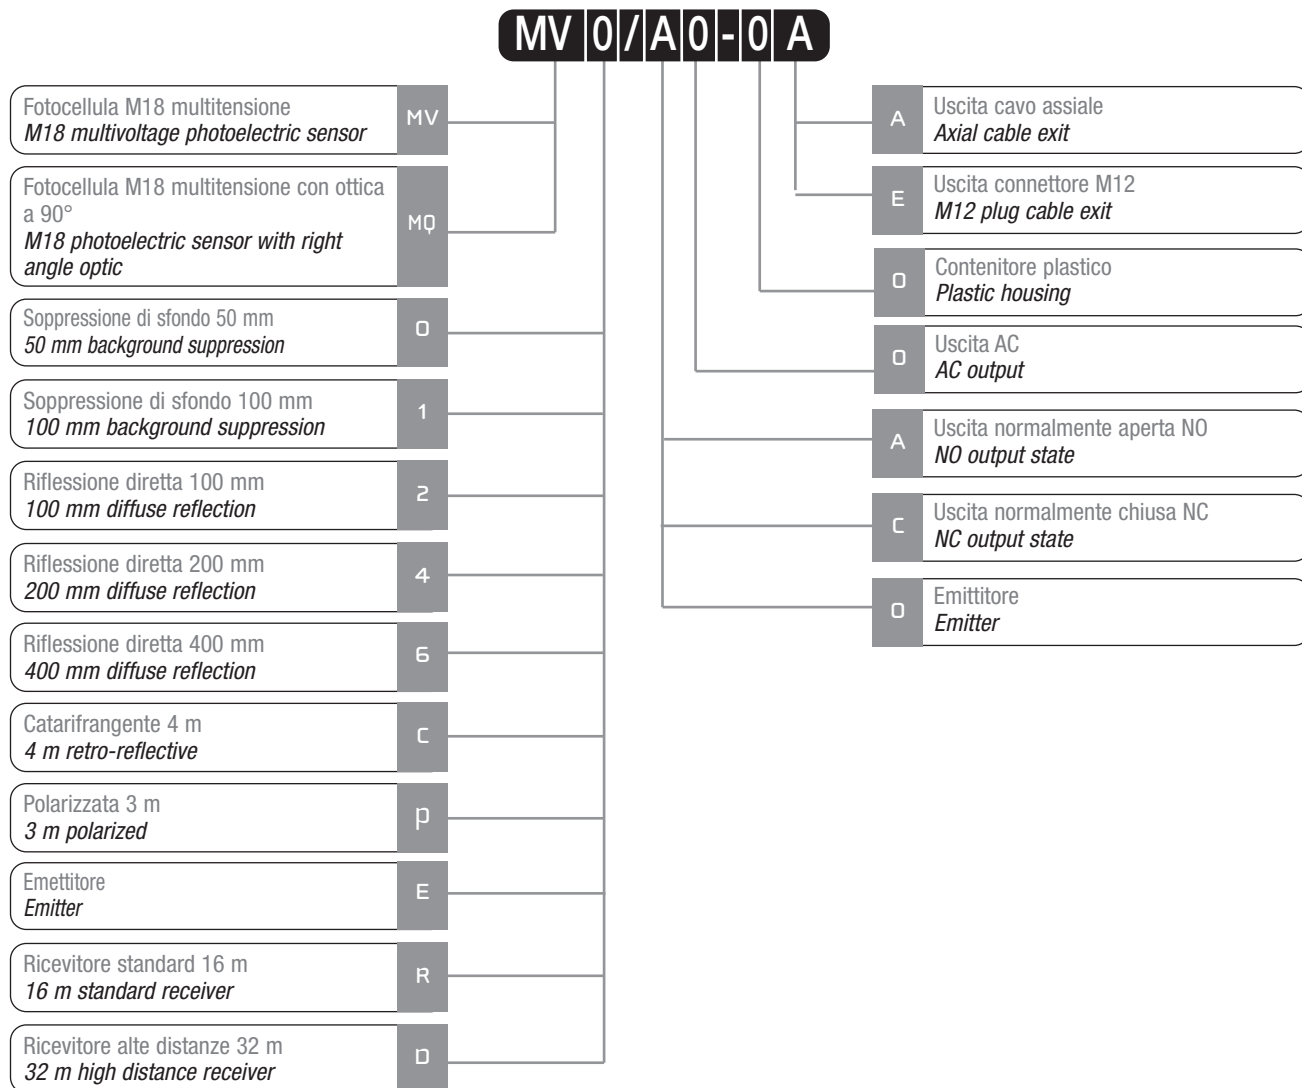 MV 0/A0-0 A
Fotocellula M18 multitensione
M18 multivoltage photoelectric sensor
MV
Fotocellula M18 multitensione con ottica
a 90°
M18 photoelectric sensor with right
angle optic
MQ
Soppressione di sfondo 50 mm
50 mm background suppression
0
Soppressione di sfondo 100 mm
100 mm background suppression
1
Riflessione diretta 100 mm
100 mm diffuse reflection
2
Riflessione diretta 200 mm
200 mm diffuse reflection
4
Riflessione diretta 400 mm
400 mm diffuse reflection
6
Catarifrangente 4 m
4 m retro-reflective
C
Polarizzata 3 m
3 m polarized
P
Emettitore
Emitter
E
Ricevitore standard 16 m
16 m standard receiver
R
Ricevitore alte distanze 32 m
32 m high distance receiver
D
A
Uscita cavo assiale
Axial cable exit
E
Uscita connettore M12
M12 plug cable exit
0
Contenitore plastico
Plastic housing
0
Uscita AC
AC output
A
Uscita normalmente aperta NO
NO output state
C
Uscita normalmente chiusa NC
NC output state
0
Emittitore
Emitter